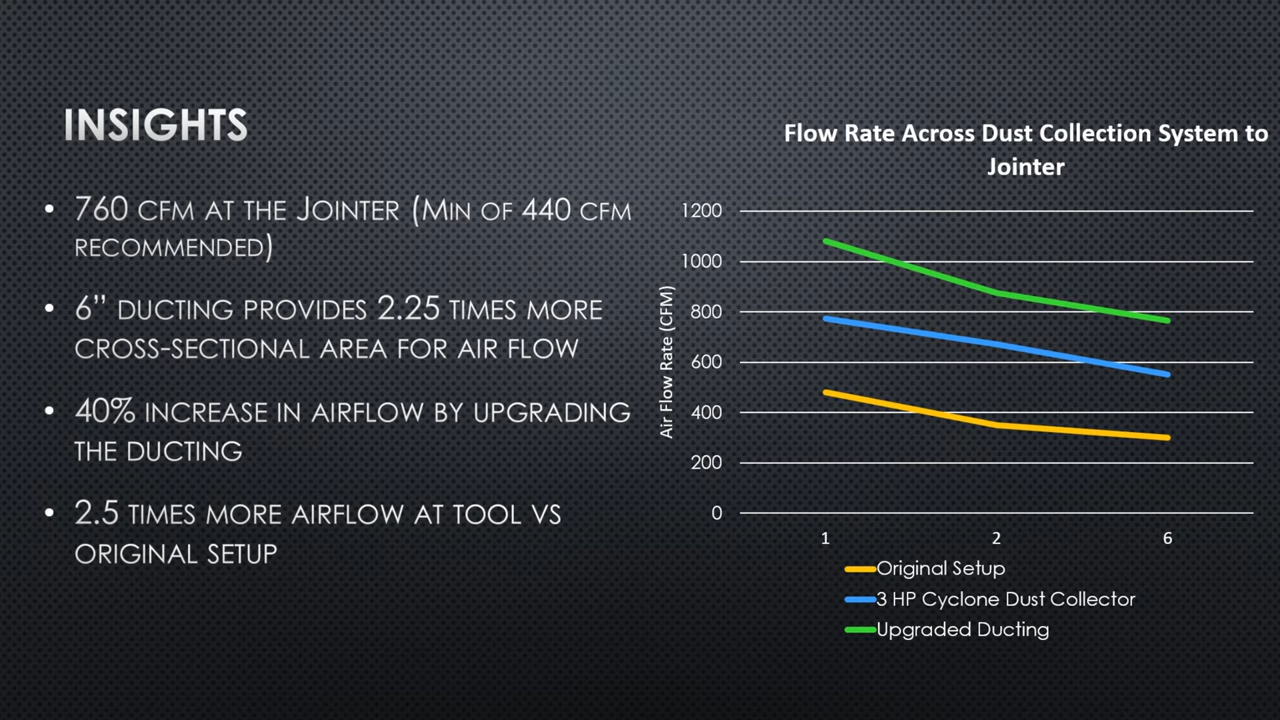 INSIGHTS
• 760 CFM AT THE JOINTER (MIN OF 440 CFM
RECOMMENDED)
• 6” DUCTING PROVIDES 2.25 TIMES MORE
CROSS-SECTIONAL AREA FOR AIR FLOW
• 40% INCREASE IN AIRFLOW BY UPGRADING
THE DUCTING
• 2.5 TIMES MORE AIRFLOW AT TOOL VS
ORIGINAL SETUP
Flow Rate Across Dust Collection System to
Jointer
Air Flow Rate (CFM)
1200
1000
800
600
400
200
0
1 2 6
Original Setup
3 HP Cyclone Dust Collector
Upgraded Ducting